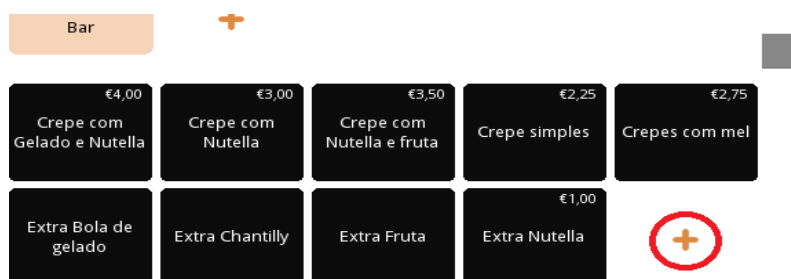 Bar
€4,00
Crepe com
Gelado e Nutella
€3,00
Crepe com
Nutella
€3,50
Crepe com
Nutella e fruta
€2,25
Crepe simples
€2,75
Crepes com mel
Extra Bola de
gelado
Extra Chantilly
Extra Fruta
€1,00
Extra Nutella